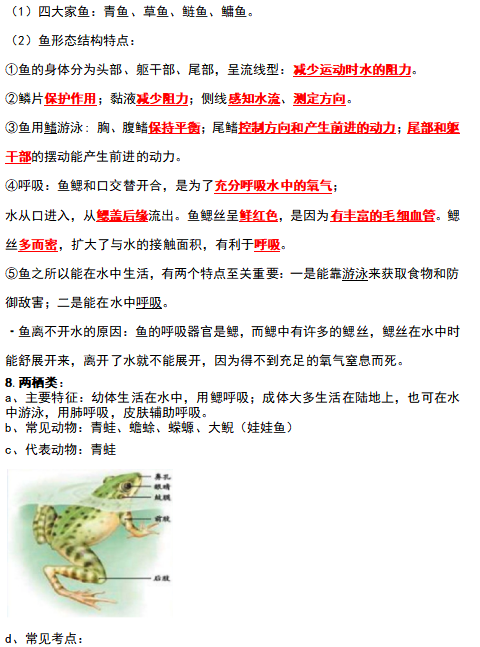 （1）四大家鱼：青鱼、草鱼、鲢鱼、鳙鱼。
（2）鱼形态结构特点：
①鱼的身体分为头部、躯干部、尾部，呈流线型：减少运动时水的阻力。
②鳞片保护作用；黏液减少阻力；侧线感知水流、测定方向。
③鱼用鳍游泳：胸、腹鳍保持平衡；尾鳍控制方向和产生前进的动力；尾部和躯
干部的摆动能产生前进的动力。
④呼吸：鱼鳃和口交替开合，是为了充分呼吸水中的氧气；
水从口进入，从鳃盖后缘流出。鱼鳃丝呈鲜红色，是因为有丰富的毛细血管。鳃
丝多而密，扩大了与水的接触面积，有利于呼吸。
⑤鱼之所以能在水中生活，有两个特点至关重要：一是能靠游泳来获取食物和防
御敌害；二是能在水中呼吸。
·鱼离不开水的原因：鱼的呼吸器官是鳃，而鳃中有许多的鳃丝，鳃丝在水中时
能舒展开来，离开了水就不能展开，因为得不到充足的氧气窒息而死。
8.两栖类：
a、主要特征：幼体生活在水中，用鳃呼吸；成体大多生活在陆地上，也可在水
中游泳，用肺呼吸，皮肤辅助呼吸。
b、常见动物：青蛙、蟾蜍、蝾螈、大鲵（娃娃鱼）
c、代表动物：青蛙
鼻孔
眼睛
鼓膜
前肢
后肢
d、常见考点：